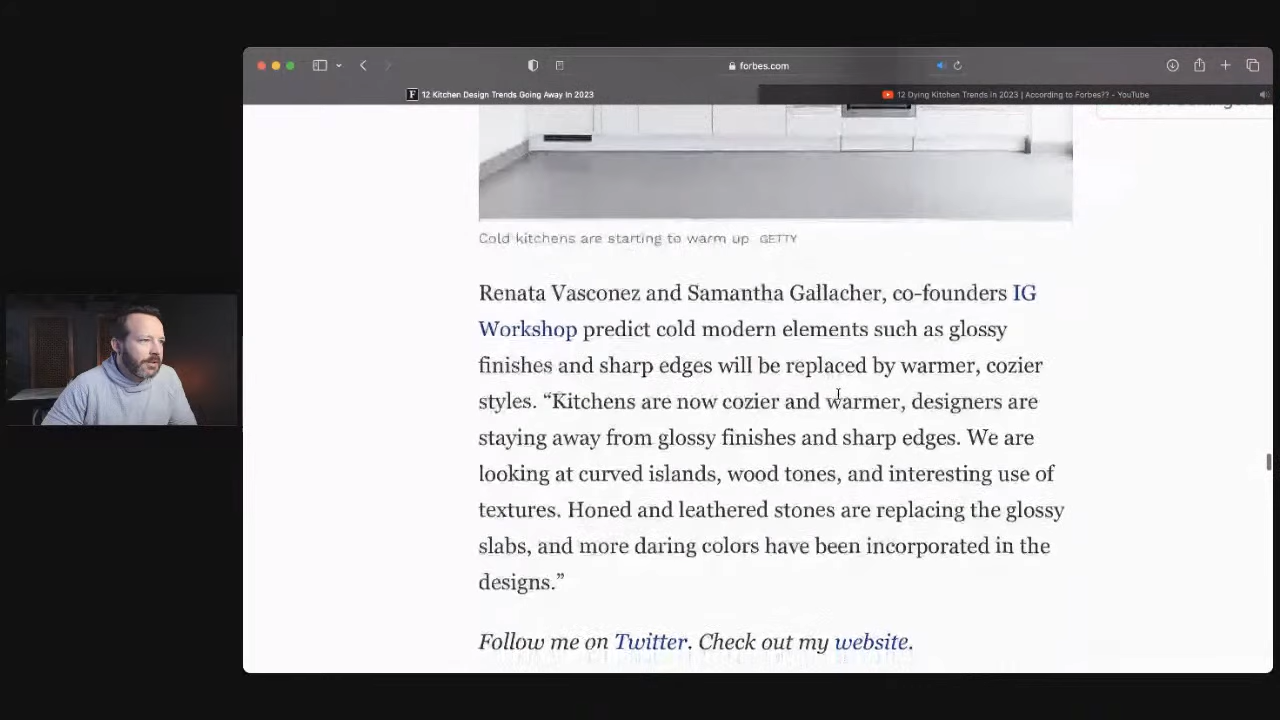 forbes.com
12 Kitchen Design Trends Going Away In 2023
12 Dying Kitchen Trends in 2023 | According to Forbes?? - YouTube
Cold kitchens are starting to warm up GETTY
Renata Vasconez and Samantha Gallacher, co-founders IG
Workshop predict cold modern elements such as glossy
finishes and sharp edges will be replaced by warmer, cozier
styles. “Kitchens are now cozier and warmer, designers are
staying away from glossy finishes and sharp edges. We are
looking at curved islands, wood tones, and interesting use of
textures. Honed and leathered stones are replacing the glossy
slabs, and more daring colors have been incorporated in the
designs.”
Follow me on Twitter. Check out my website.